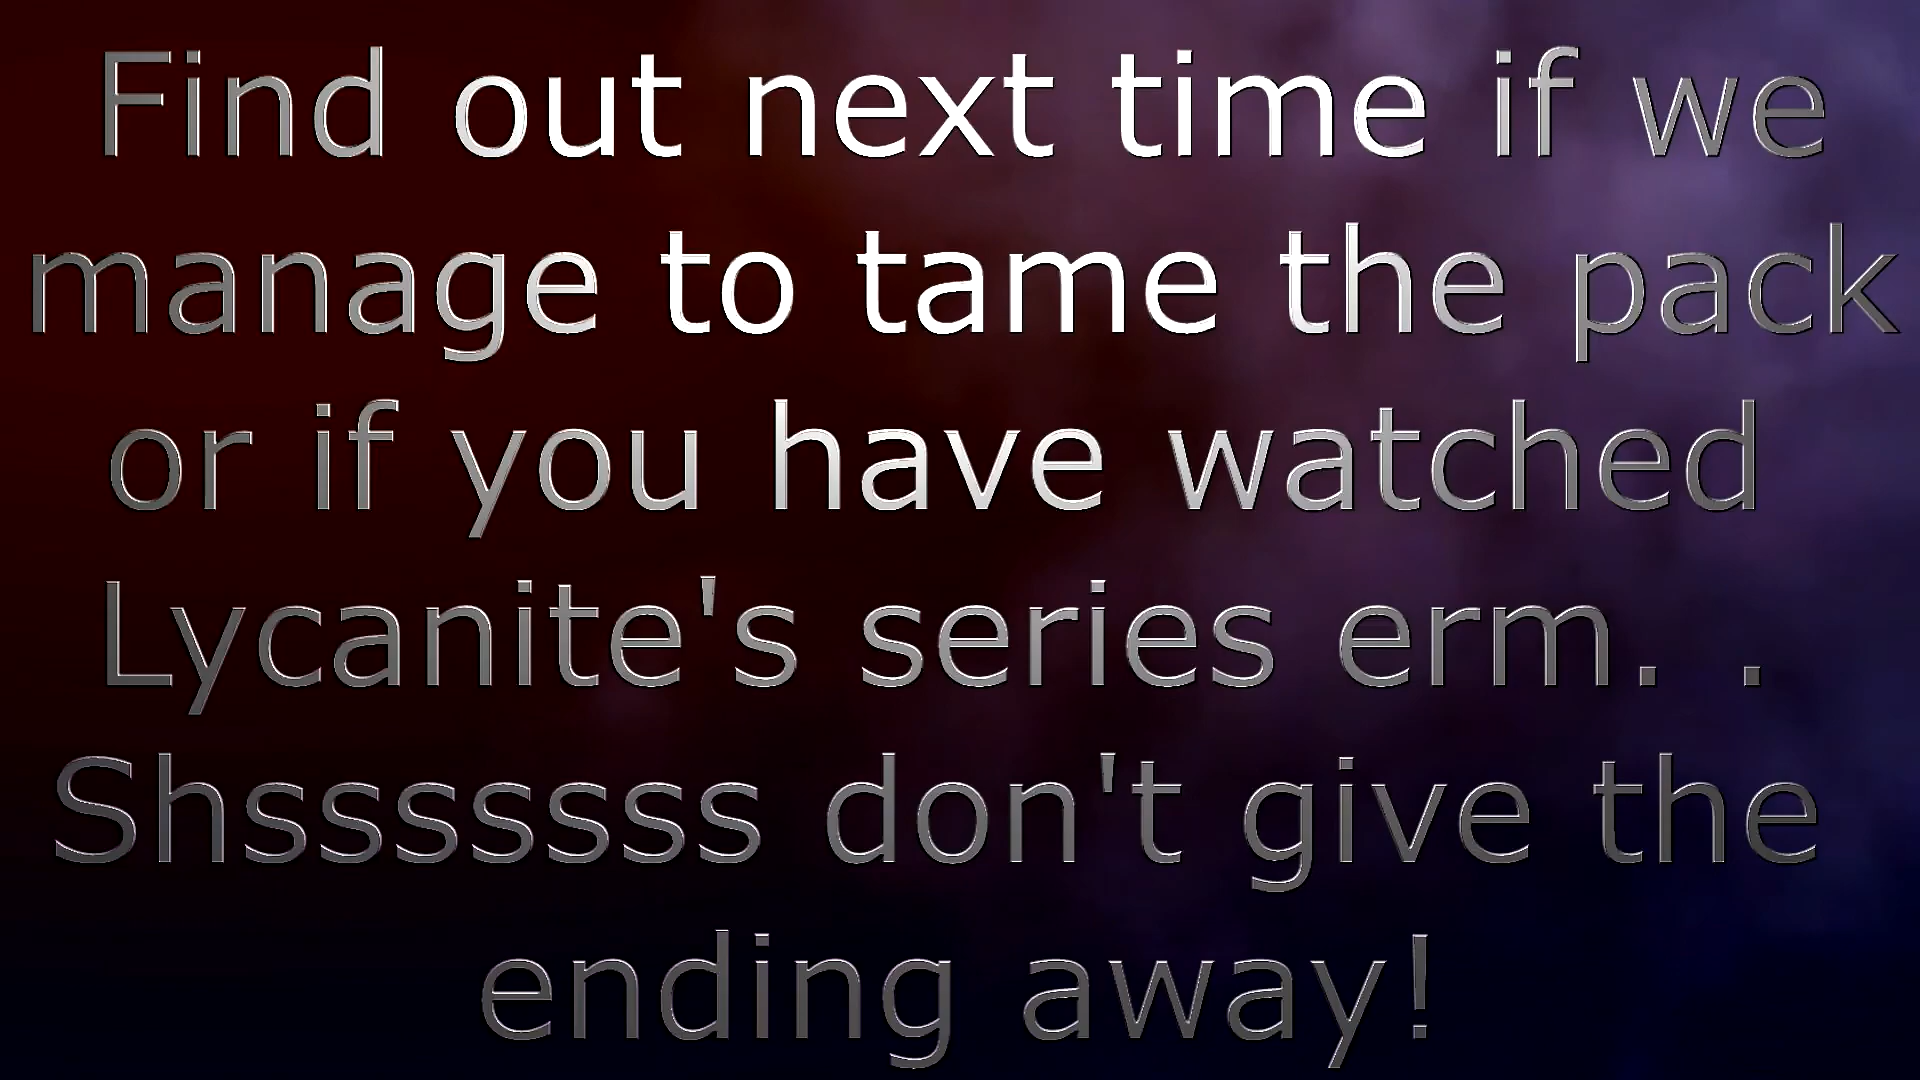 Find out next time if we
manage to tame the pack
or if you have watched
Lycanite's series erm. .
Shssssssss don't give the
ending away!